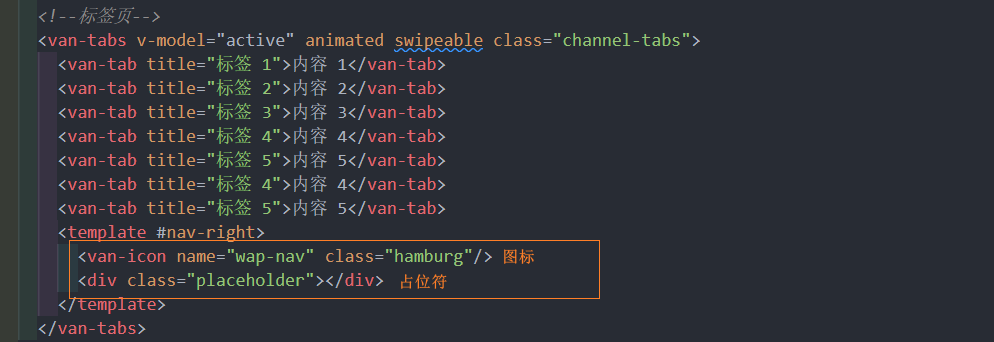 <!--标签页-->
<van-tabs v-model="active" animated swipeable class="channel-tabs">
<van-tab title="标签 1">内容 1</van-tab>
<van-tab title="标签 2">内容 2</van-tab>
<van-tab title="标签 3">内容 3</van-tab>
<van-tab title="标签 4">内容 4</van-tab>
<van-tab title="标签 5">内容 5</van-tab>
<van-tab title="标签 4">内容 4</van-tab>
<van-tab title="标签 5">内容 5</van-tab>
<template #nav-right>
<van-icon name="wap-nav" class="hamburg"/> 图标
<div class="placeholder"></div> 占位符
</template>
</van-tabs>